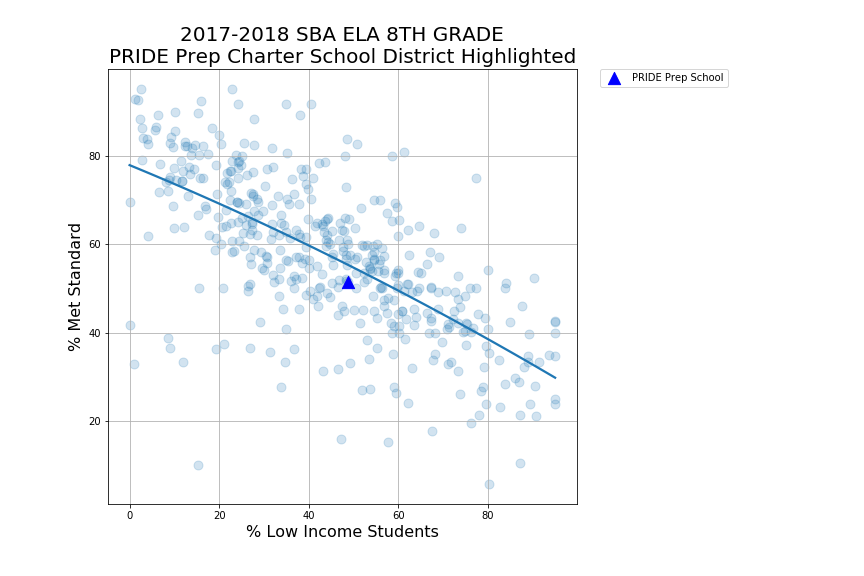 2017-2018 SBA ELA 8TH GRADE
PRIDE Prep Charter School District Highlighted
PRIDE Prep School
% Met Standard
80
60
40
20
0
20
40
60
80
% Low Income Students